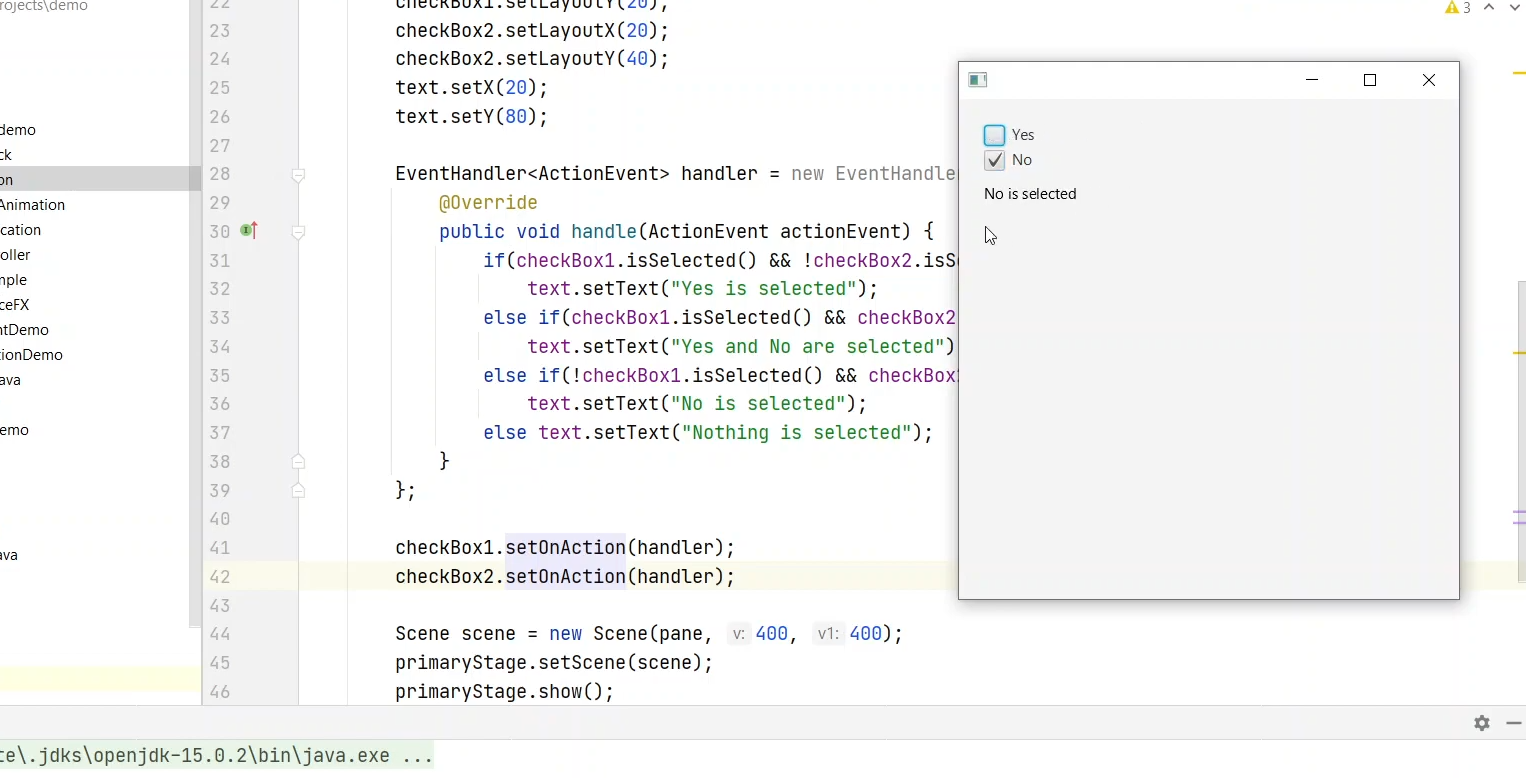 rojects\demo
demo
ck
on
Animation
cation
oller
mple
ceFX
ntDemo
tionDemo
ava
emo
ava
22 checkBox1.setLayoutY(20);
23 checkBox2.setLayoutX(20);
24 checkBox2.setLayoutY(40);
25 text.setX(20);
26 text.setY(80);
27
28 EventHandler<ActionEvent> handler = new EventHandle
29 @Override
30 public void handle(ActionEvent actionEvent) {
31 if(checkBox1.isSelected() && !checkBox2.isS
32 text.setText("Yes is selected");
33 else if(checkBox1.isSelected() && checkBox2
34 text.setText("Yes and No are selected")
35 else if(!checkBox1.isSelected() && checkBox
36 text.setText("No is selected");
37 else text.setText("Nothing is selected");
38 }
39 };
40
41 checkBox1.setOnAction(handler);
42 checkBox2.setOnAction(handler);
43
44 Scene scene = new Scene(pane, v: 400, v1: 400);
45 primaryStage.setScene(scene);
46 primaryStage.show();
3
Yes
No
No is selected
te\.jdks\openjdk-15.0.2\bin\java.exe ...